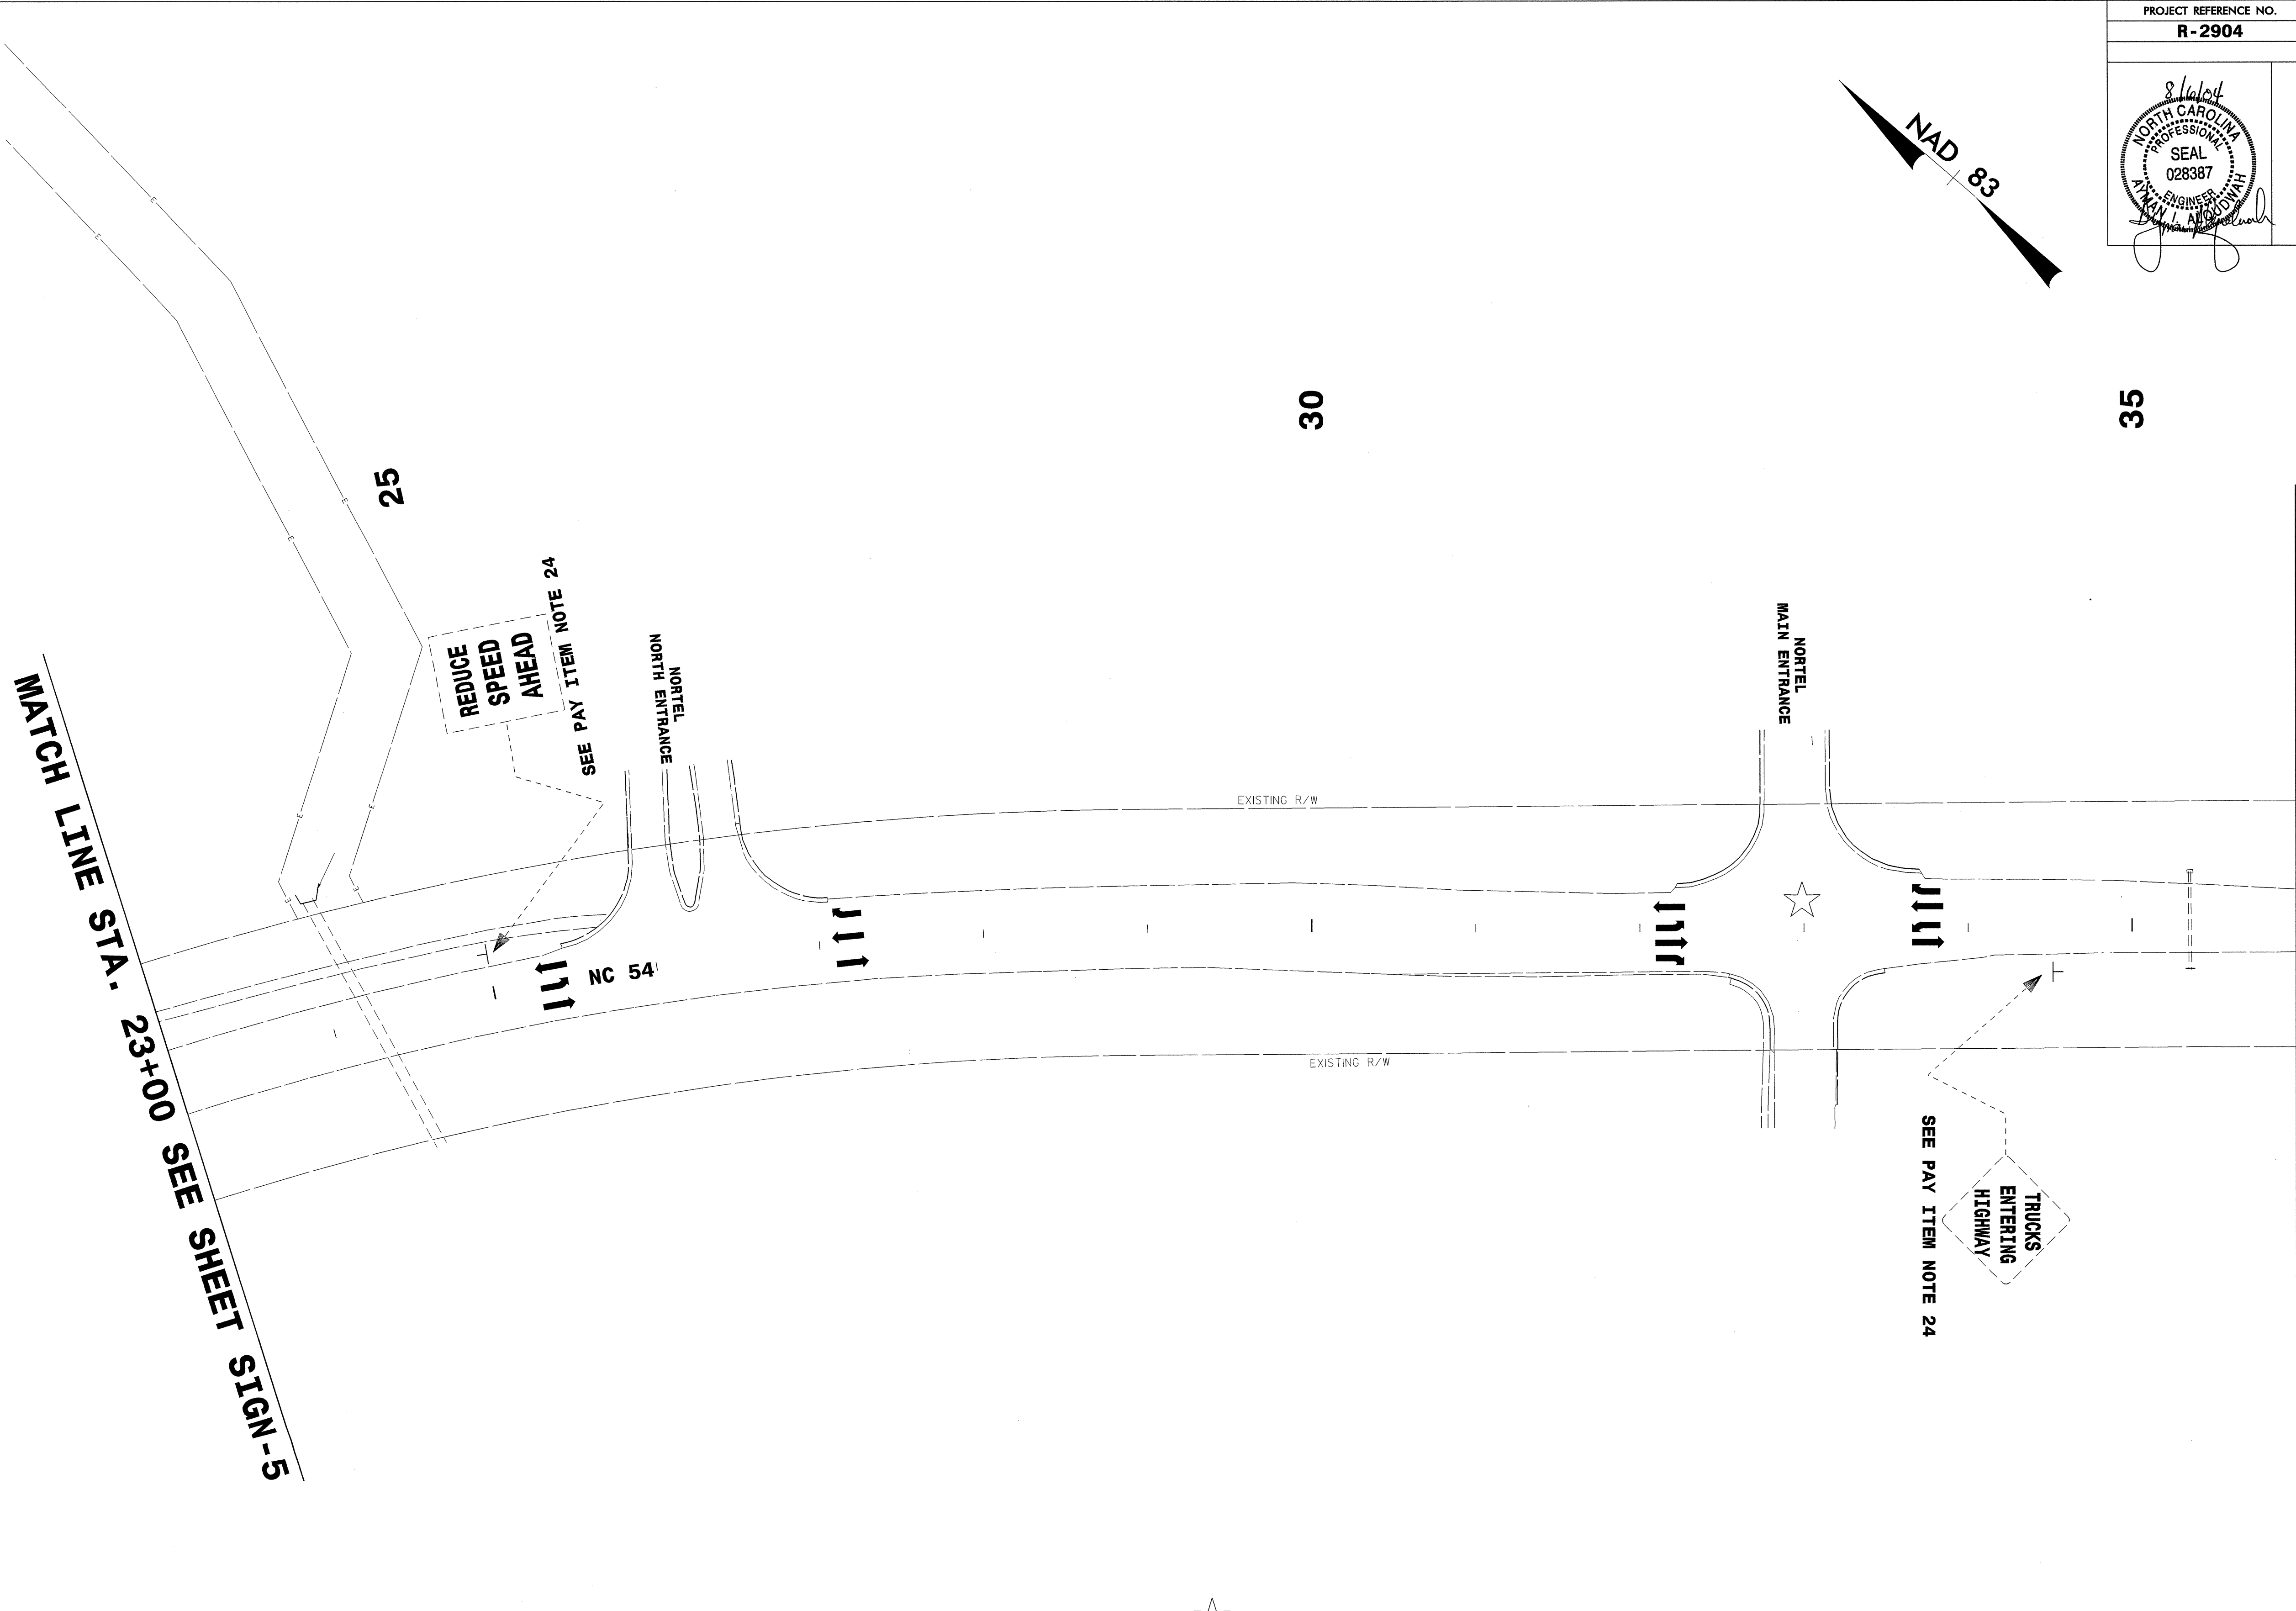 PROJECT REFERENCE NO.
R-2904
8/6/04
NORTH CAROLINA
PROFESSIONAL
SEAL
028387
ENGINEER
AYMAN I.
NAD 83
30
35
25
REDUCE
SPEED
AHEAD
SEE PAY ITEM NOTE 24
NORTEL
NORTH ENTRANCE
NORTEL
MAIN ENTRANCE
EXISTING R/W
E
E
E
E
E
E
E
E
NC 54
EXISTING R/W
MATCH LINE STA. 23+00 SEE SHEET SIGN-5
SEE PAY ITEM NOTE 24
TRUCKS
ENTERING
HIGHWAY